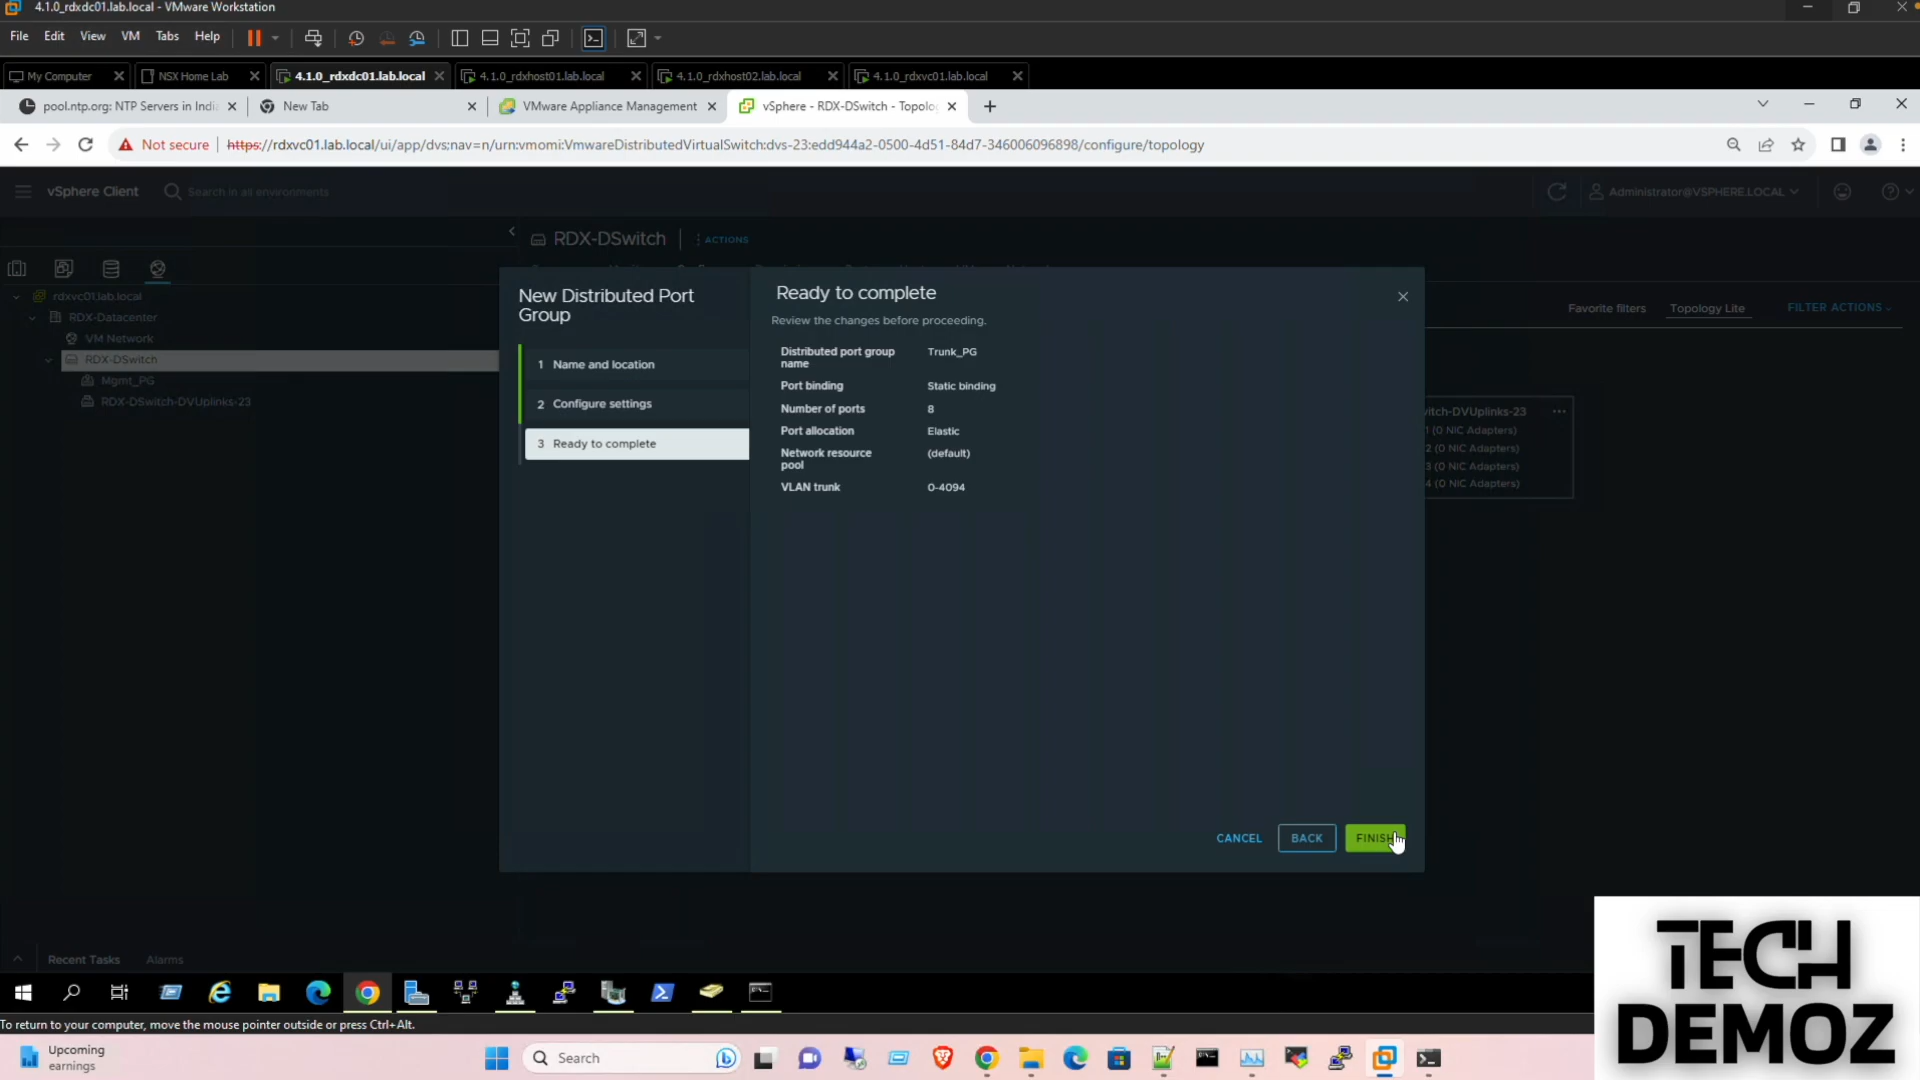 4.1.0_rdxdc01.lab.local - VMware Workstation
File Edit View VM Tabs Help
My Computer NSX Home Lab 4.1.0_rdxdc01.lab.local 4.1.0_rdxhost01.lab.local 4.1.0_rdxhost02.lab.local 4.1.0_rdxvc01.lab.local
pool.ntp.org: NTP Servers in Indi New Tab VMware Appliance Management vSphere - RDX-DSwitch - Topolo
Not secure https://rdxvc01.lab.local/ui/app/dvs;nav=n/urn:vmomi:VmwareDistributedVirtualSwitch:dvs-23:edd944a2-0500-4d51-84d7-346006096898/configure/topology
vSphere Client Search in all environments Administrator@VSPHERE.LOCAL
RDX-DSwitch ACTIONS
rdxvc01.lab.local
RDX-Datacenter
VM Network
RDX-DSwitch
Mgmt_PG
RDX-DSwitch-DVUplinks-23
New Distributed Port
Group
1 Name and location
2 Configure settings
3 Ready to complete
Ready to complete
Review the changes before proceeding.
Distributed port group
name
Trunk_PG
Port binding Static binding
Number of ports 8
Port allocation Elastic
Network resource
pool
(default)
VLAN trunk 0-4094
CANCEL BACK FINISH
Favorite filters Topology Lite FILTER ACTIONS
itch-DVUplinks-23
1 (0 NIC Adapters)
2 (0 NIC Adapters)
3 (0 NIC Adapters)
4 (0 NIC Adapters)
Recent Tasks Alarms
To return to your computer, move the mouse pointer outside or press Ctrl+Alt.
Upcoming
earnings
Search
TECH
DEMOZ